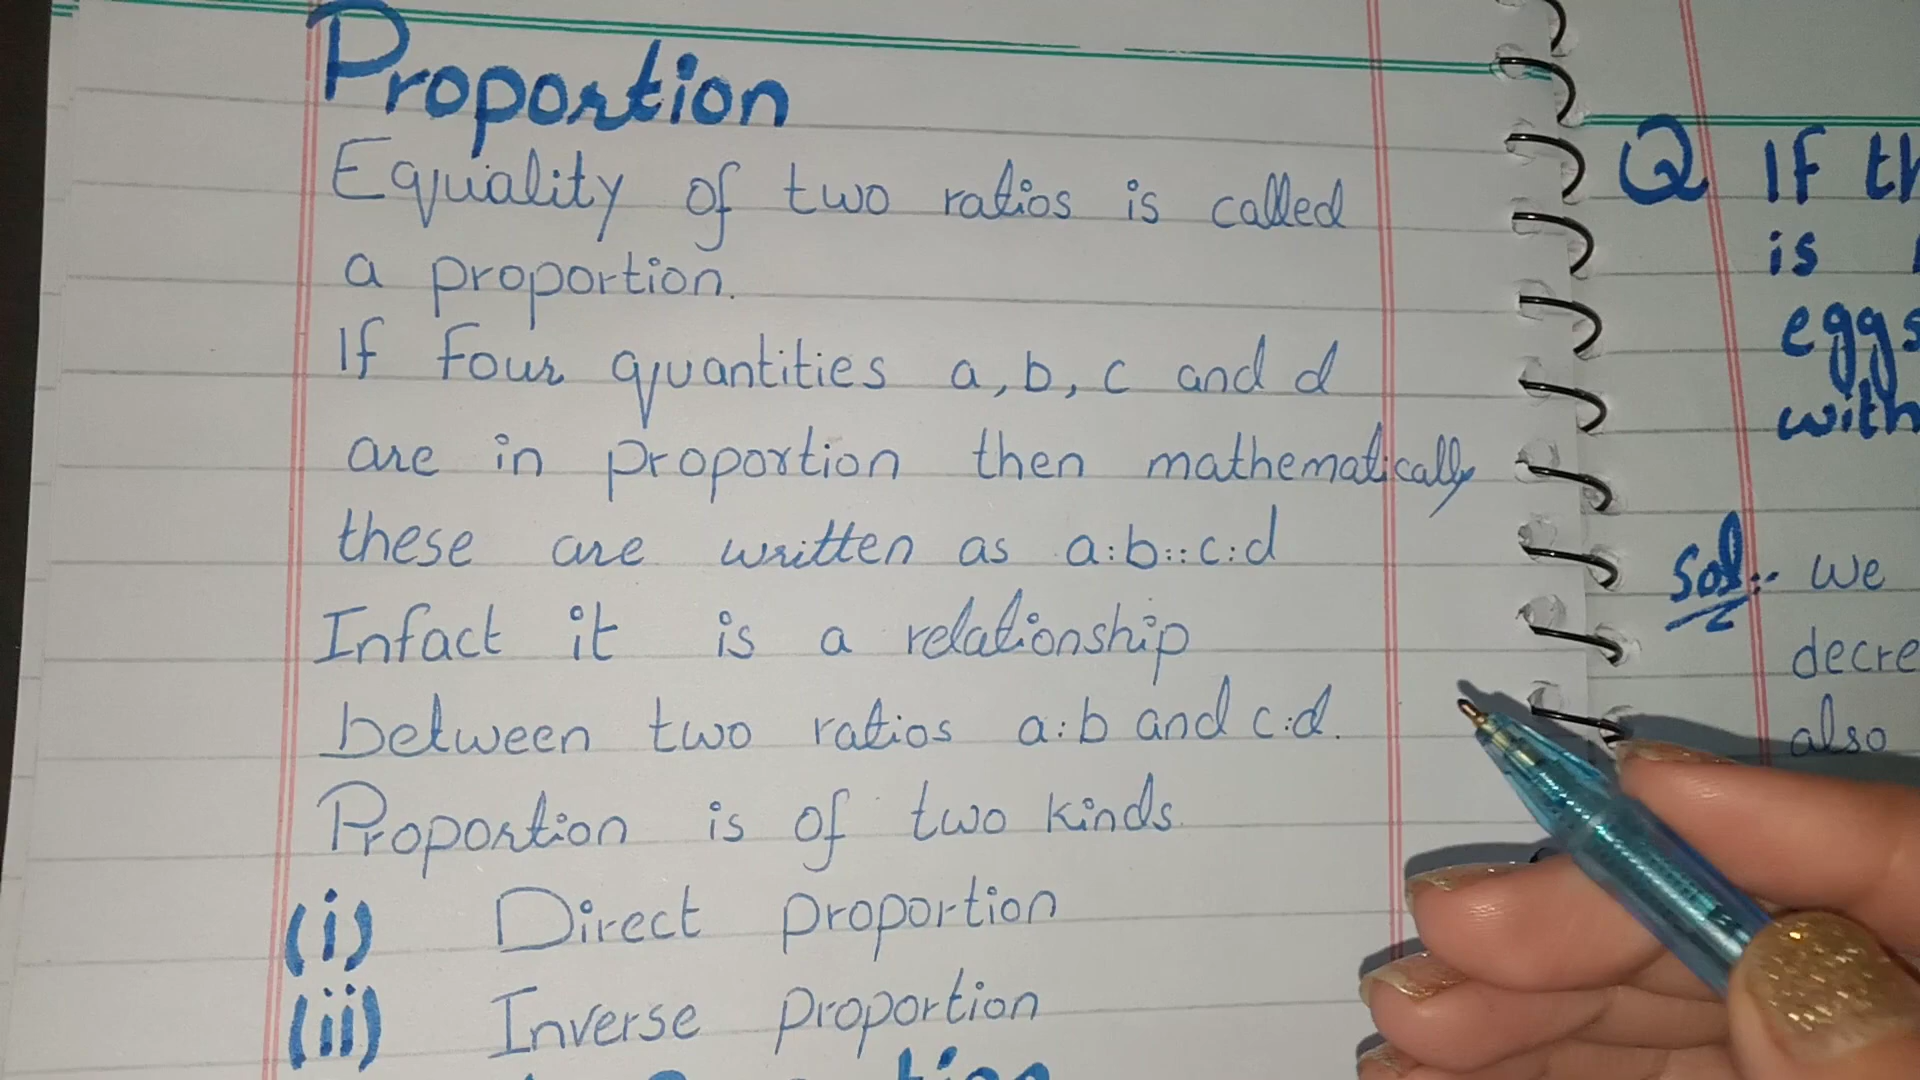 Proportion
Equality of two ratios is called
a proportion.
If four quantities a, b, c and d
are in proportion then mathematically
these are written as a:b::c:d
Infact it is a relationship
between two ratios a:b and c:d.
Proportion is of two kinds.
(i) Direct proportion
(ii) Inverse proportion
Q If
is
eggs
with
Sol:- We
also